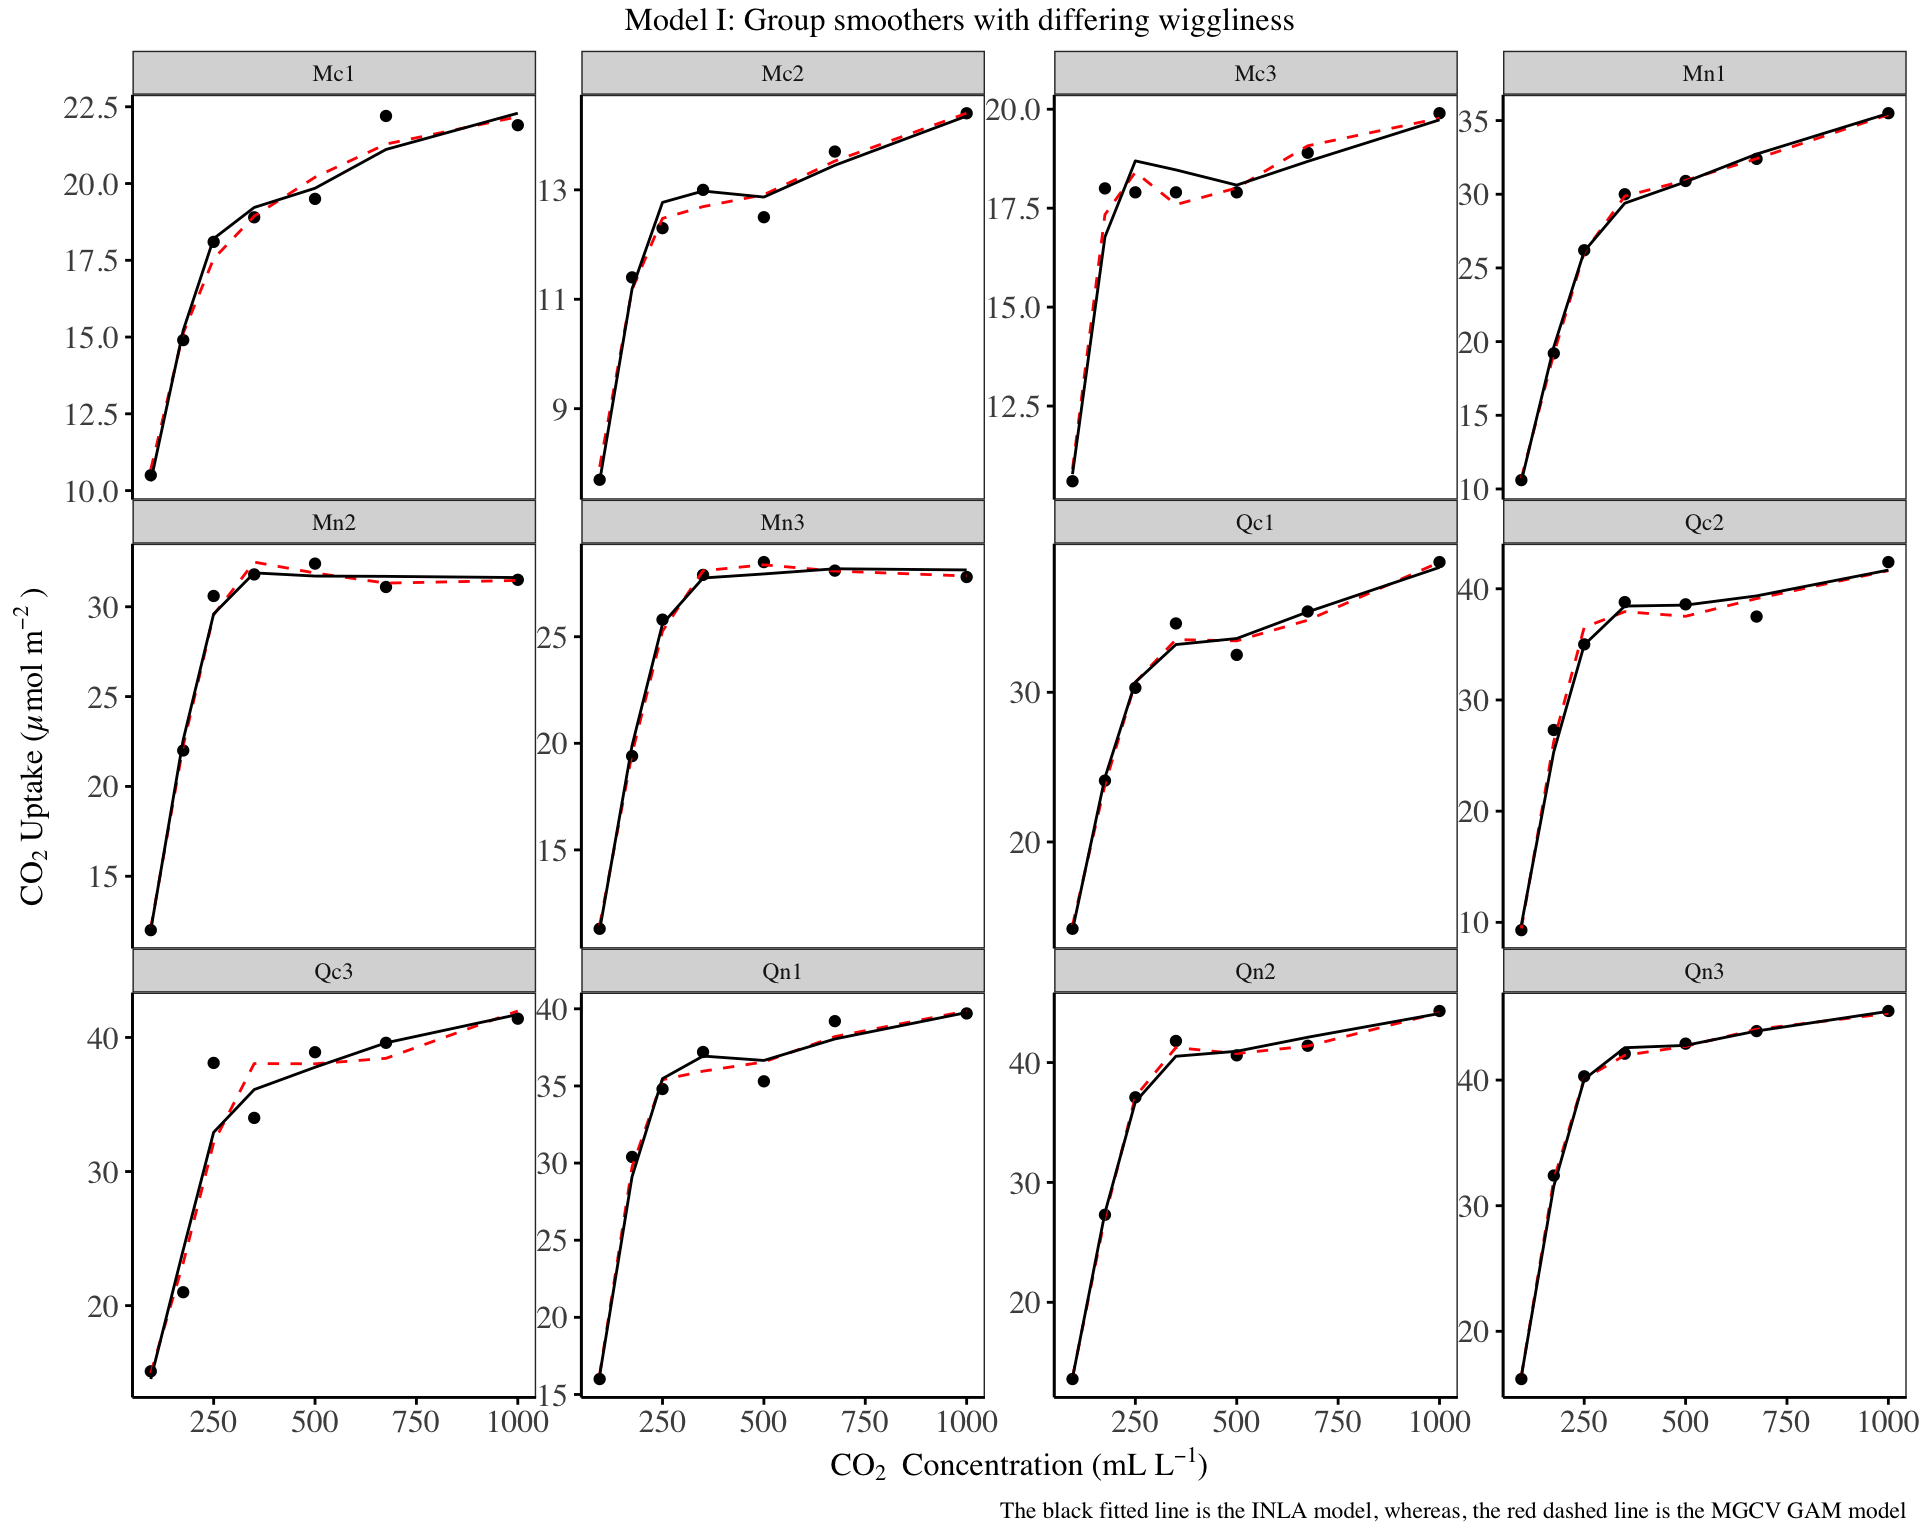 Model I: Group smoothers with differing wiggliness
Mc1 Mc2 Mc3 Mn1
22.5 20.0 17.5 15.0 12.5 10.0
13 11 9
20.0 17.5 15.0 12.5
35 30 25 20 15 10
Mn2 Mn3 Qc1 Qc2
30 25 20 15
25 20 15
30 20
40 30 20 10
Qc3 Qn1 Qn2 Qn3
40 30 20
40 35 30 25 20 15
40 30 20
40 30 20
250 500 750 1000 250 500 750 1000 250 500 750 1000 250 500 750 1000
CO₂ Uptake (μmol m⁻²)
CO₂ Concentration (mL L⁻¹)
The black fitted line is the INLA model, whereas, the red dashed line is the MGCV GAM model